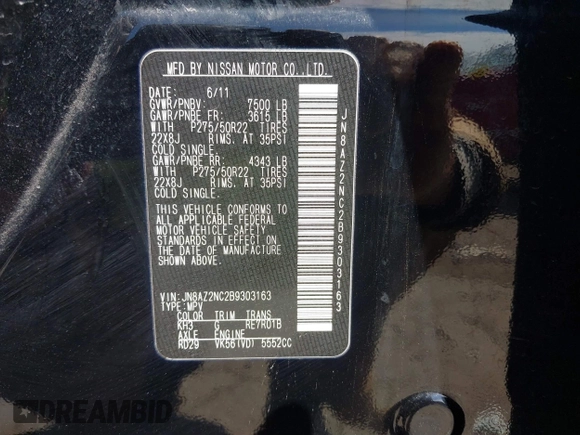 MFD BY NISSAN MOTOR CO.,LTD.
DATE: 6/11
GVWR/PNBV: 7500 LB
GAWR/PNBE FR: 3615 LB
WITH P275/50R22 TIRES
22X8J RIMS. AT 35PSI
COLD SINGLE.
GAWR/PNBE RR: 4343 LB
WITH P275/50R22 TIRES
22X8J RIMS. AT 35PSI
COLD SINGLE.
THIS VEHICLE CONFORMS TO
ALL APPLICABLE FEDERAL
MOTOR VEHICLE SAFETY
STANDARDS IN EFFECT ON
THE DATE OF MANUFACTURE
SHOWN ABOVE.
VIN:JN8AZ2NC2B9303163
TYPE:MPV
COLOR TRIM TRANS
KH3 G RE7R01B
AXLE ENGINE
RD29 VK56(VD) 5552CC
JN8AZ2NC2B9303163
DREAMBID